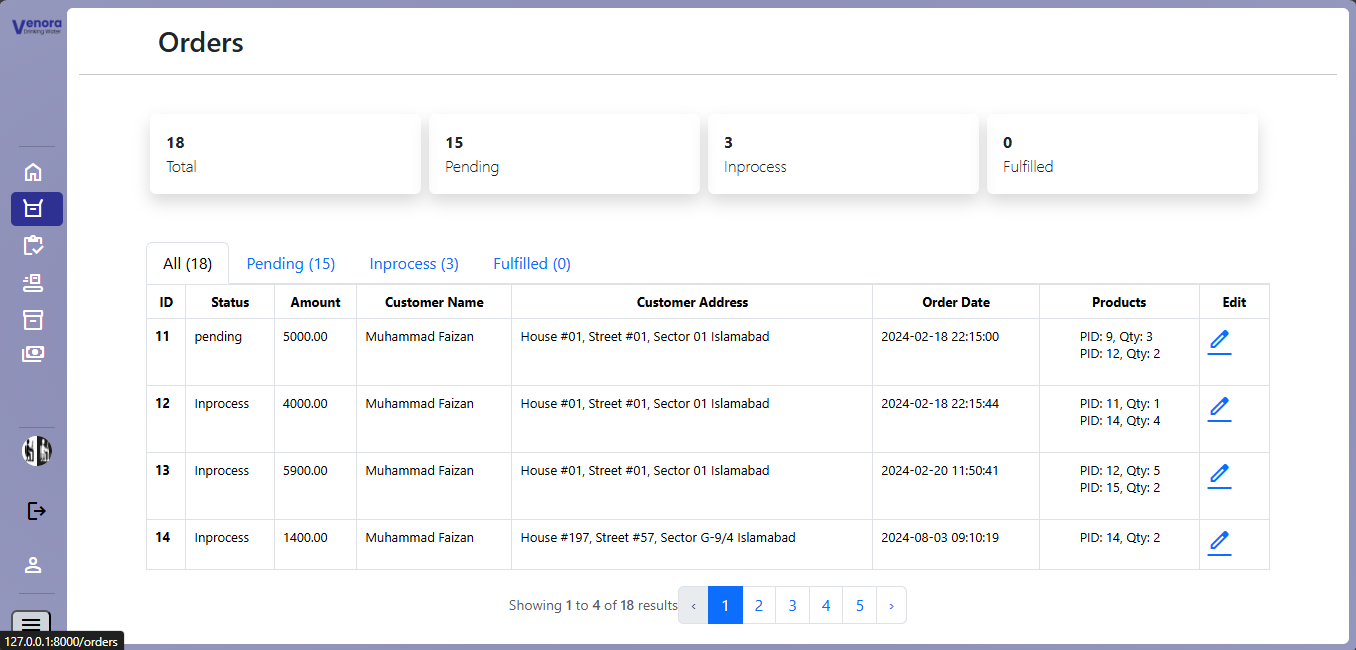 Venora
Drinking Water
Orders
18
Total
15
Pending
3
Inprocess
0
Fulfilled
All (18) Pending (15) Inprocess (3) Fulfilled (0)
ID Status Amount Customer Name Customer Address Order Date Products Edit
11 pending 5000.00 Muhammad Faizan House #01, Street #01, Sector 01 Islamabad 2024-02-18 22:15:00 PID: 9, Qty: 3
PID: 12, Qty: 2
12 Inprocess 4000.00 Muhammad Faizan House #01, Street #01, Sector 01 Islamabad 2024-02-18 22:15:44 PID: 11, Qty: 1
PID: 14, Qty: 4
13 Inprocess 5900.00 Muhammad Faizan House #01, Street #01, Sector 01 Islamabad 2024-02-20 11:50:41 PID: 12, Qty: 5
PID: 15, Qty: 2
14 Inprocess 1400.00 Muhammad Faizan House #197, Street #57, Sector G-9/4 Islamabad 2024-08-03 09:10:19 PID: 14, Qty: 2
Showing 1 to 4 of 18 results ‹ 1 2 3 4 5 ›
127.0.0.1:8000/orders